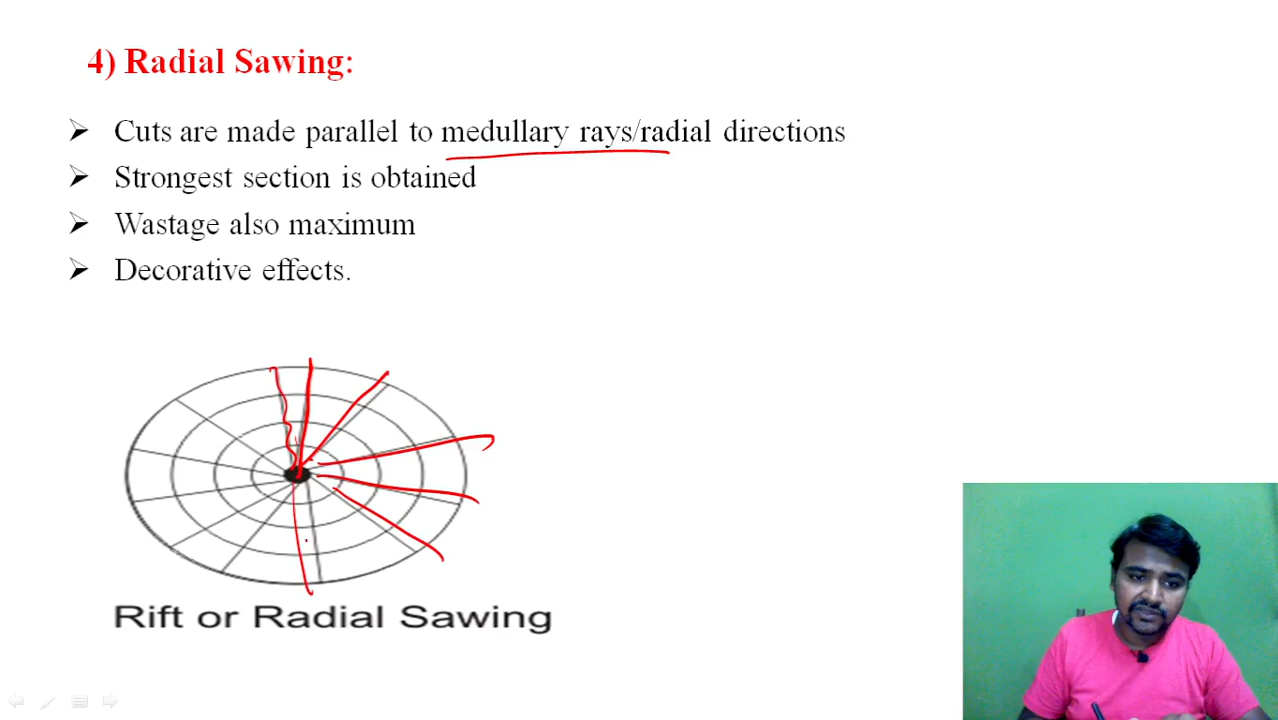 4) Radial Sawing:
➢ Cuts are made parallel to medullary rays/radial directions
➢ Strongest section is obtained
➢ Wastage also maximum
➢ Decorative effects.
Rift or Radial Sawing